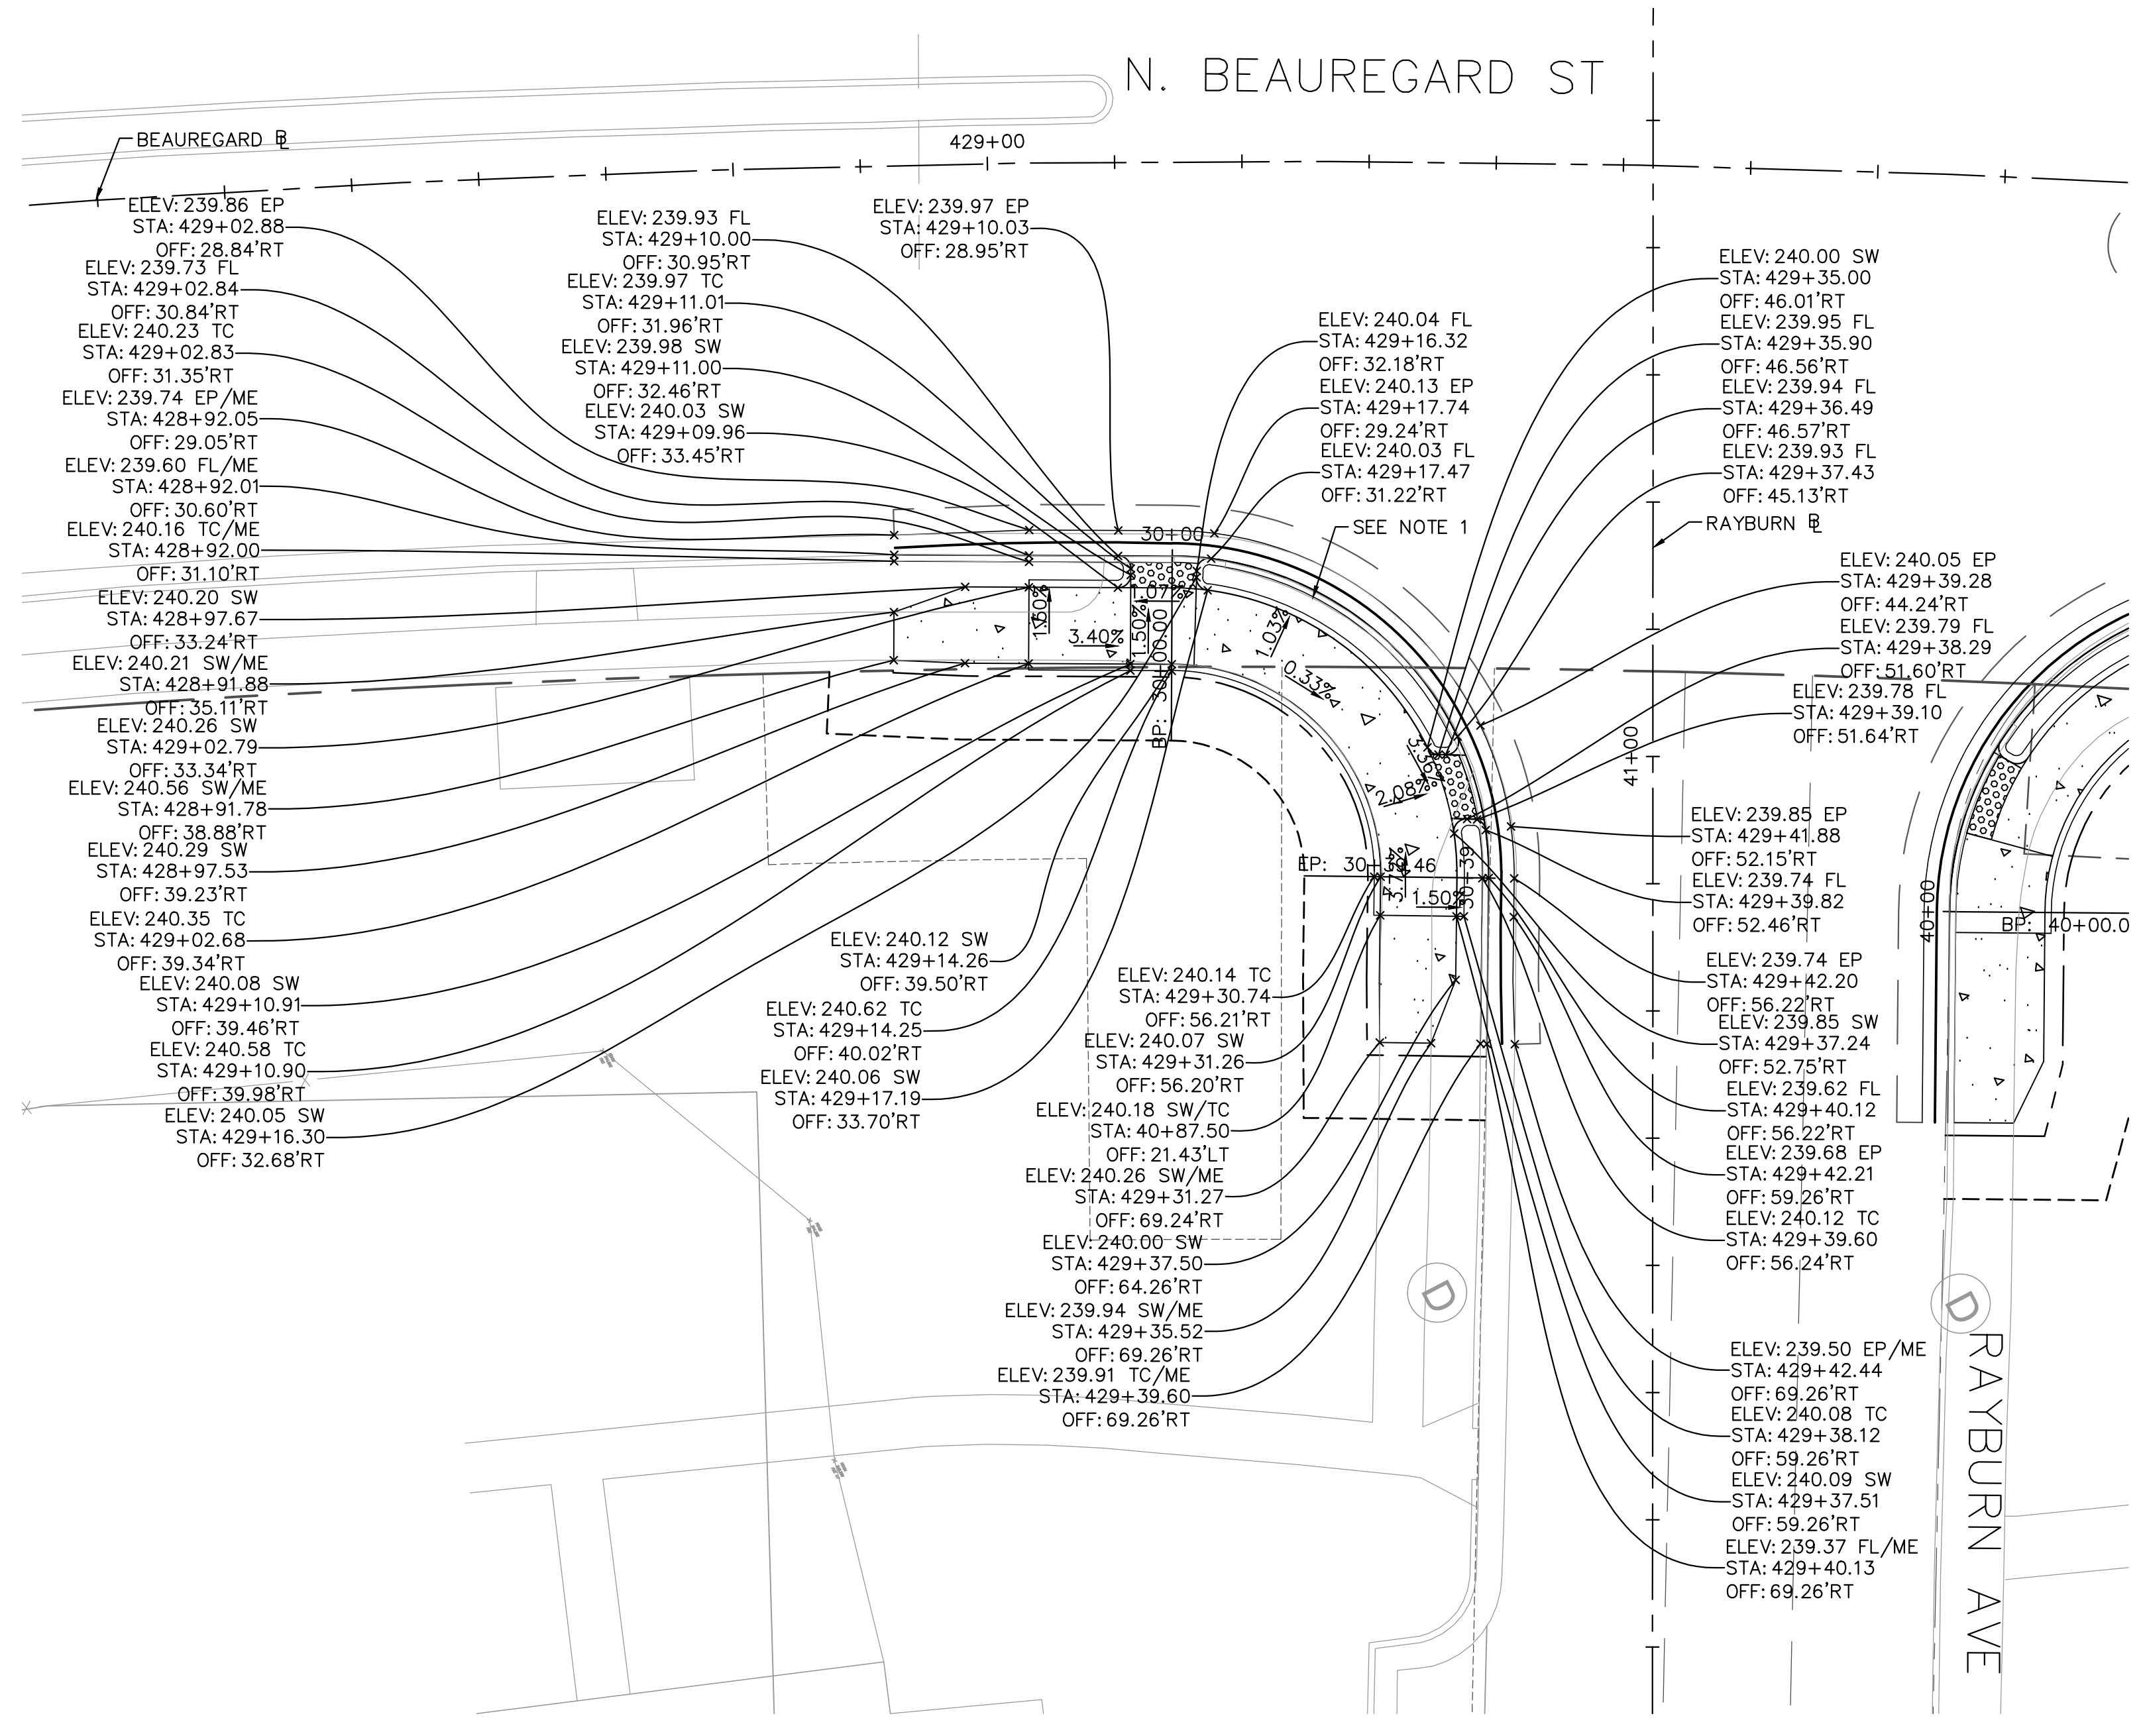 N. BEAUREGARD ST
BEAUREGARD BL
429+00
ELEV: 239.86 EP
STA: 429+02.88
OFF: 28.84'RT
ELEV: 239.73 FL
STA: 429+02.84
OFF: 30.84'RT
ELEV: 240.23 TC
STA: 429+02.83
OFF: 31.35'RT
ELEV: 239.74 EP/ME
STA: 428+92.05
OFF: 29.05'RT
ELEV: 239.60 FL/ME
STA: 428+92.01
OFF: 30.60'RT
ELEV: 240.16 TC/ME
STA: 428+92.00
OFF: 31.10'RT
ELEV: 240.20 SW
STA: 428+97.67
OFF: 33.24'RT
ELEV: 240.21 SW/ME
STA: 428+91.88
OFF: 35.11'RT
ELEV: 240.26 SW
STA: 429+02.79
OFF: 33.34'RT
ELEV: 240.56 SW/ME
STA: 428+91.78
OFF: 38.88'RT
ELEV: 240.29 SW
STA: 428+97.53
OFF: 39.23'RT
ELEV: 240.35 TC
STA: 429+02.68
OFF: 39.34'RT
ELEV: 240.08 SW
STA: 429+10.91
OFF: 39.46'RT
ELEV: 240.58 TC
STA: 429+10.90
OFF: 39.98'RT
ELEV: 240.05 SW
STA: 429+16.30
OFF: 32.68'RT
ELEV: 239.93 FL
STA: 429+10.00
OFF: 30.95'RT
ELEV: 239.97 TC
STA: 429+11.01
OFF: 31.96'RT
ELEV: 239.98 SW
STA: 429+11.00
OFF: 32.46'RT
ELEV: 240.03 SW
STA: 429+09.96
OFF: 33.45'RT
ELEV: 239.97 EP
STA: 429+10.03
OFF: 28.95'RT
ELEV: 240.04 FL
STA: 429+16.32
OFF: 32.18'RT
ELEV: 240.13 EP
STA: 429+17.74
OFF: 29.24'RT
ELEV: 240.03 FL
STA: 429+17.47
OFF: 31.22'RT
SEE NOTE 1
ELEV: 240.00 SW
STA: 429+35.00
OFF: 46.01'RT
ELEV: 239.95 FL
STA: 429+35.90
OFF: 46.56'RT
ELEV: 239.94 FL
STA: 429+36.49
OFF: 46.57'RT
ELEV: 239.93 FL
STA: 429+37.43
OFF: 45.13'RT
RAYBURN BL
ELEV: 240.05 EP
STA: 429+39.28
OFF: 44.24'RT
ELEV: 239.79 FL
STA: 429+38.29
OFF: 51.60'RT
ELEV: 239.78 FL
STA: 429+39.10
OFF: 51.64'RT
41+00
ELEV: 239.85 EP
STA: 429+41.88
OFF: 52.15'RT
ELEV: 239.74 FL
STA: 429+39.82
OFF: 52.46'RT
ELEV: 239.74 EP
STA: 429+42.20
OFF: 56.22'RT
ELEV: 239.85 SW
STA: 429+37.24
OFF: 52.75'RT
ELEV: 239.62 FL
STA: 429+40.12
OFF: 56.22'RT
ELEV: 239.68 EP
STA: 429+42.21
OFF: 59.26'RT
ELEV: 240.12 TC
STA: 429+39.60
OFF: 56.24'RT
ELEV: 239.50 EP/ME
STA: 429+42.44
OFF: 69.26'RT
ELEV: 240.08 TC
STA: 429+38.12
OFF: 59.26'RT
ELEV: 240.09 SW
STA: 429+37.51
OFF: 59.26'RT
ELEV: 239.37 FL/ME
STA: 429+40.13
OFF: 69.26'RT
30+00
1.50%
3.40%
1.50%
BP: 30+00.00
1.03%
0.33%
2.08%
EP: 30+39.46
30+39
1.50%
ELEV: 240.12 SW
STA: 429+14.26
OFF: 39.50'RT
ELEV: 240.62 TC
STA: 429+14.25
OFF: 40.02'RT
ELEV: 240.06 SW
STA: 429+17.19
OFF: 33.70'RT
ELEV: 240.14 TC
STA: 429+30.74
OFF: 56.21'RT
ELEV: 240.07 SW
STA: 429+31.26
OFF: 56.20'RT
ELEV: 240.18 SW/TC
STA: 40+87.50
OFF: 21.43'LT
ELEV: 240.26 SW/ME
STA: 429+31.27
OFF: 69.24'RT
ELEV: 240.00 SW
STA: 429+37.50
OFF: 64.26'RT
ELEV: 239.94 SW/ME
STA: 429+35.52
OFF: 69.26'RT
ELEV: 239.91 TC/ME
STA: 429+39.60
OFF: 69.26'RT
40+00
BP: 40+00.0
D
D
RAYBURN AVE